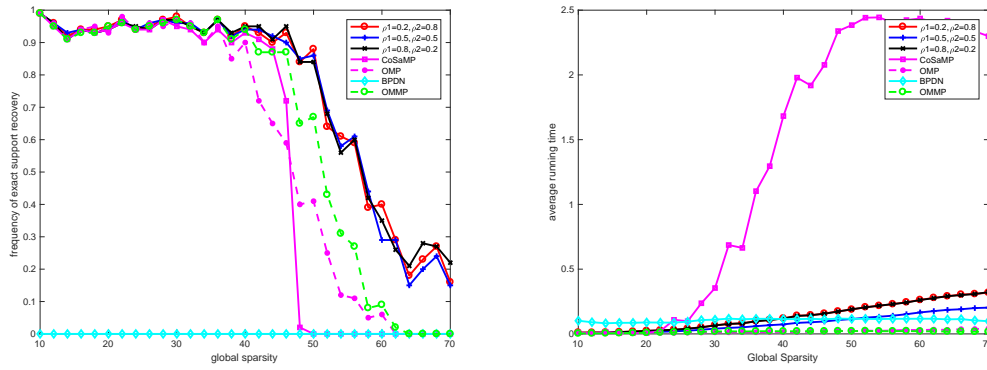 1
0.9
0.8
0.7
0.6
0.5
0.4
0.3
0.2
0.1
0
10 20 30 40 50 60 70
global sparsity
frequency of exact support recovery
ρ1=0.2,ρ2=0.8
ρ1=0.5,ρ2=0.5
ρ1=0.8,ρ2=0.2
CoSaMP
OMP
BPDN
OMMP
2.5
2
1.5
1
0.5
0
10 20 30 40 50 60 70
Global Sparsity
average running time
ρ1=0.2,ρ2=0.8
ρ1=0.5,ρ2=0.5
ρ1=0.8,ρ2=0.2
CoSaMP
OMP
BPDN
OMMP